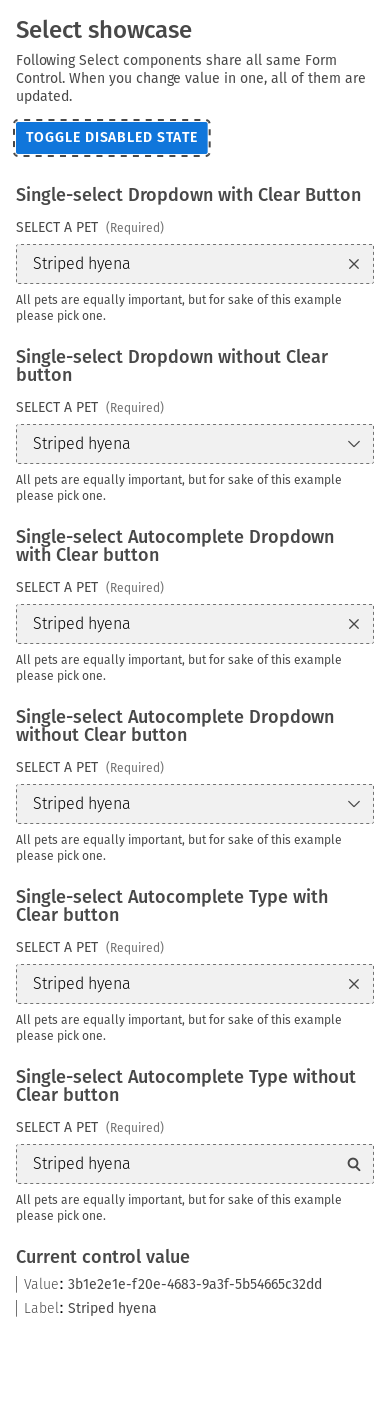 Select showcase
Following Select components share all same Form
Control. When you change value in one, all of them are
updated.
TOGGLE DISABLED STATE
Single-select Dropdown with Clear Button
SELECT A PET (Required)
Striped hyena
All pets are equally important, but for sake of this example
please pick one.
Single-select Dropdown without Clear
button
SELECT A PET (Required)
Striped hyena
All pets are equally important, but for sake of this example
please pick one.
Single-select Autocomplete Dropdown
with Clear button
SELECT A PET (Required)
Striped hyena
All pets are equally important, but for sake of this example
please pick one.
Single-select Autocomplete Dropdown
without Clear button
SELECT A PET (Required)
Striped hyena
All pets are equally important, but for sake of this example
please pick one.
Single-select Autocomplete Type with
Clear button
SELECT A PET (Required)
Striped hyena
All pets are equally important, but for sake of this example
please pick one.
Single-select Autocomplete Type without
Clear button
SELECT A PET (Required)
Striped hyena
All pets are equally important, but for sake of this example
please pick one.
Current control value
Value: 3b1e2e1e-f20e-4683-9a3f-5b54665c32dd
Label: Striped hyena